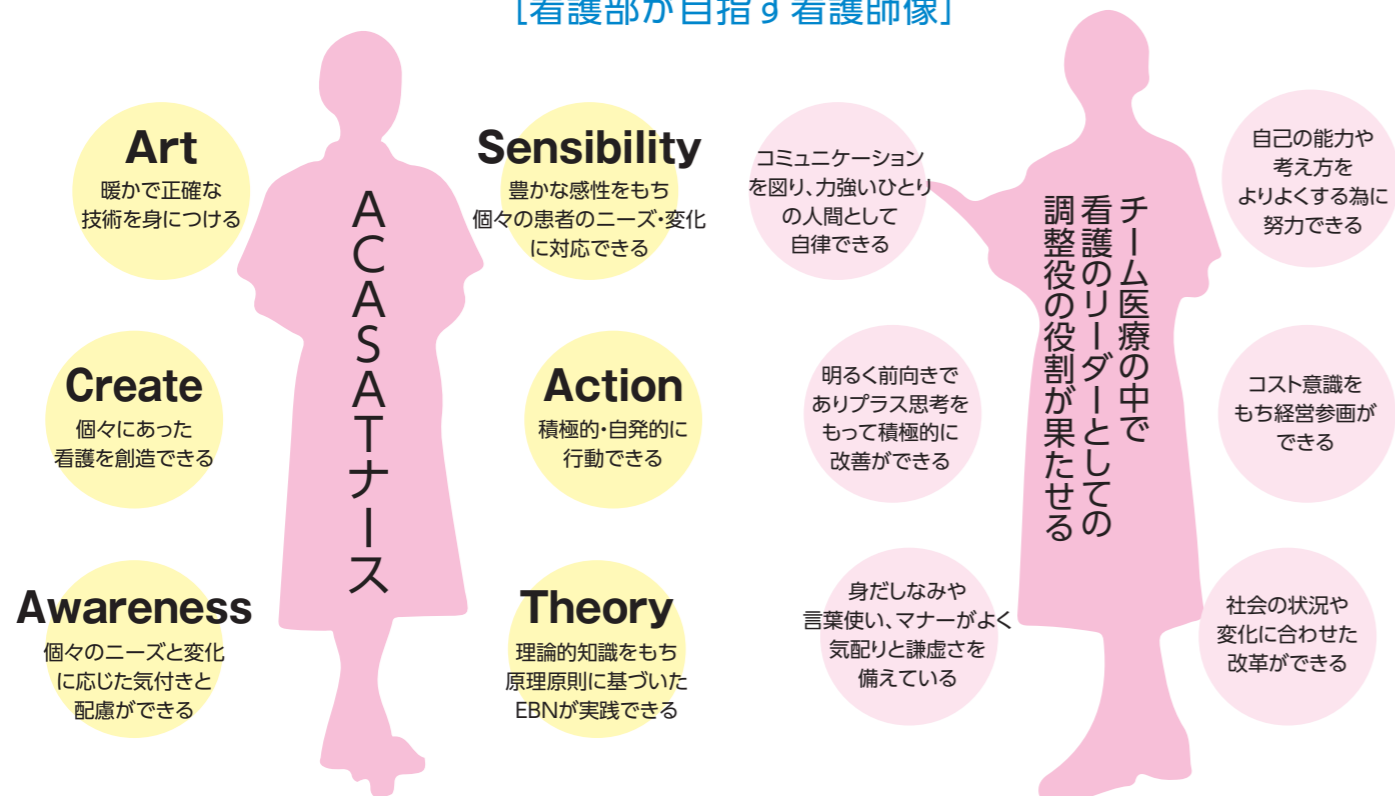 ［看護部が目指す看護師像］
Art
暖かで正確な
技術を身につける
Create
個々にあった
看護を創造できる
Awareness
個々のニーズと変化
に応じた気付きと
配慮ができる
ACASATナース
Sensibility
豊かな感性をもち
個々の患者のニーズ・変化
に対応できる
Action
積極的・自発的に
行動できる
Theory
理論的知識をもち
原理原則に基づいた
EBNが実践できる
コミュニケーション
を図り、力強いひとり
の人間として
自律できる
明るく前向きで
ありプラス思考を
もって積極的に
改善ができる
身だしなみや
言葉使い、マナーがよく
気配りと謙虚さを
備えている
チーム医療の中で
看護のリーダーとしての
調整役の役割が果たせる
自己の能力や
考え方を
よりよくする為に
努力できる
コスト意識を
もち経営参画が
できる
社会の状況や
変化に合わせた
改革ができる